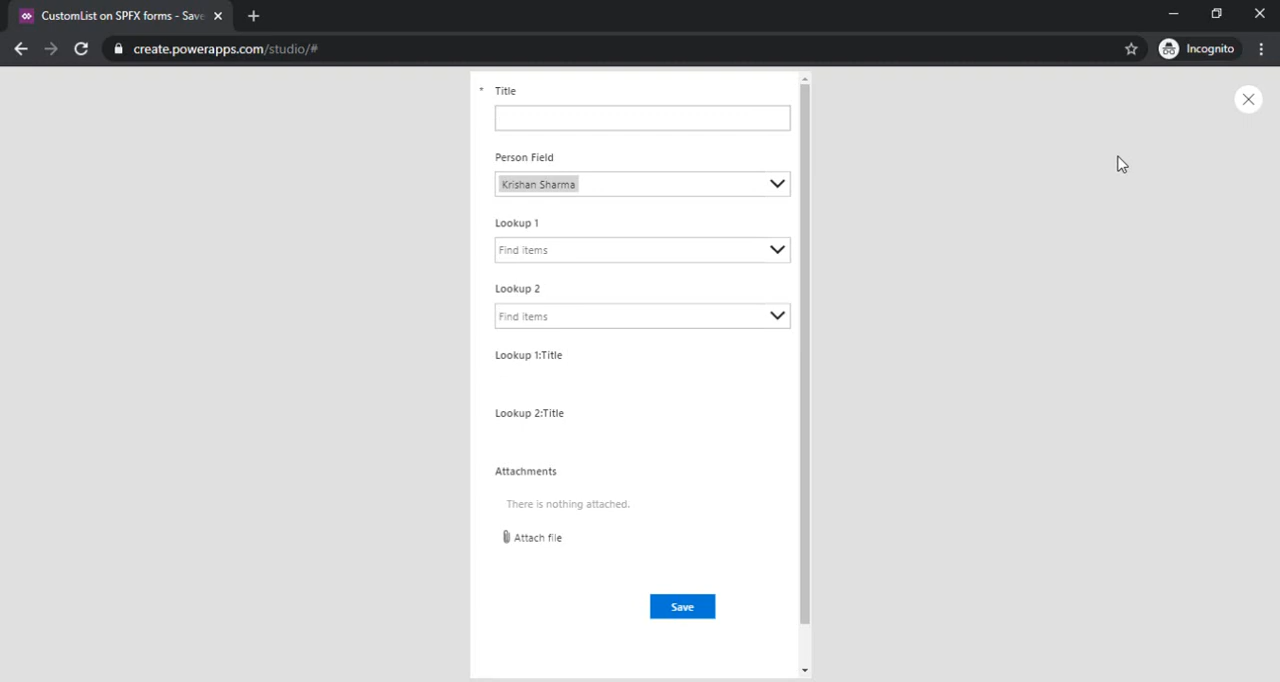 CustomList on SPFX forms - Save
create.powerapps.com/studio/#
Incognito
* Title
Person Field
Krishan Sharma
Lookup 1
Find items
Lookup 2
Find items
Lookup 1:Title
Lookup 2:Title
Attachments
There is nothing attached.
Attach file
Save